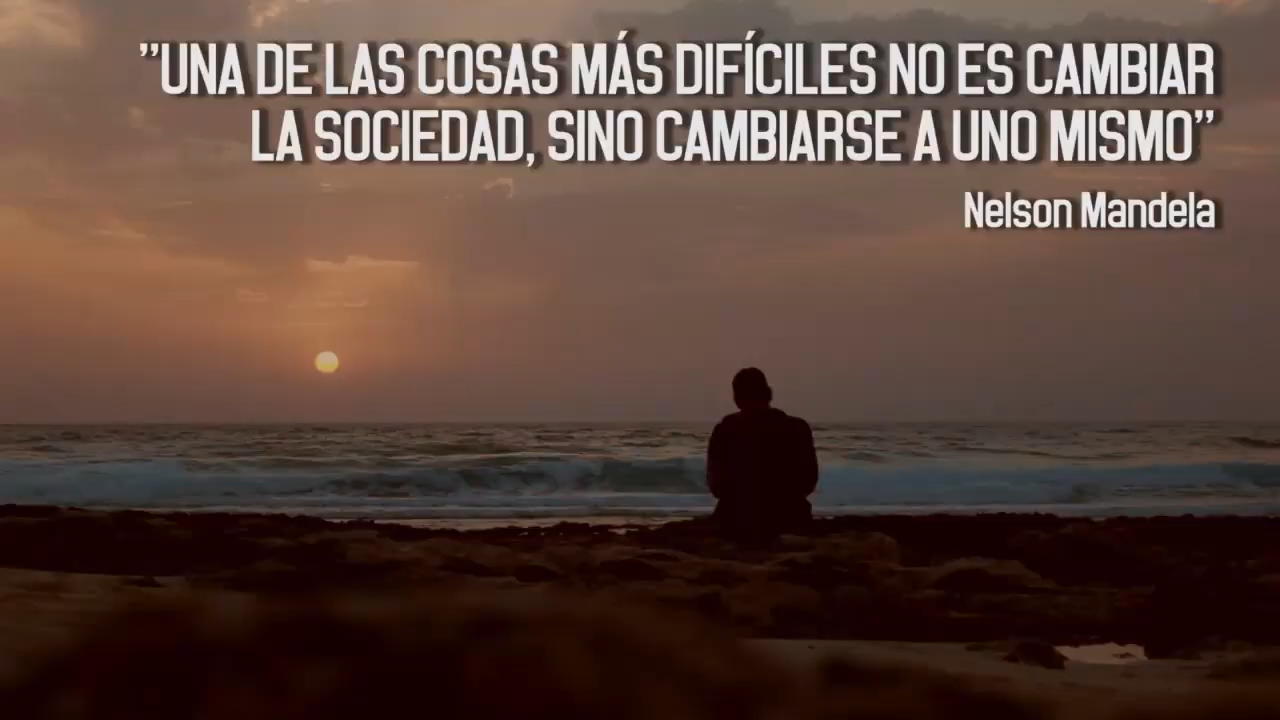 ”UNA DE LAS COSAS MÁS DIFÍCILES NO ES CAMBIAR
LA SOCIEDAD, SINO CAMBIARSE A UNO MISMO”
Nelson Mandela